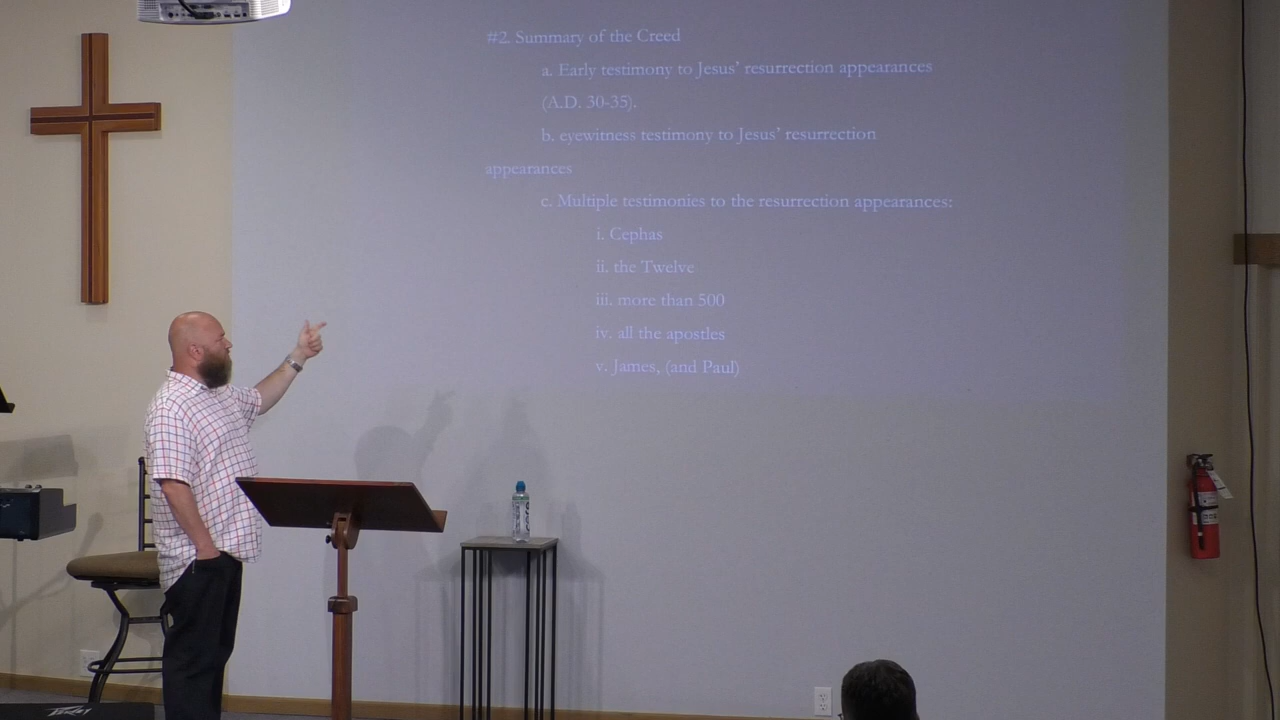 #2. Summary of the Creed
a. Early testimony to Jesus’ resurrection appearances
(A.D. 30-35).
b. eyewitness testimony to Jesus’ resurrection
appearances
c. Multiple testimonies to the resurrection appearances:
i. Cephas
ii. the Twelve
iii. more than 500
iv. all the apostles
v. James, (and Paul)
core
PEAVEY